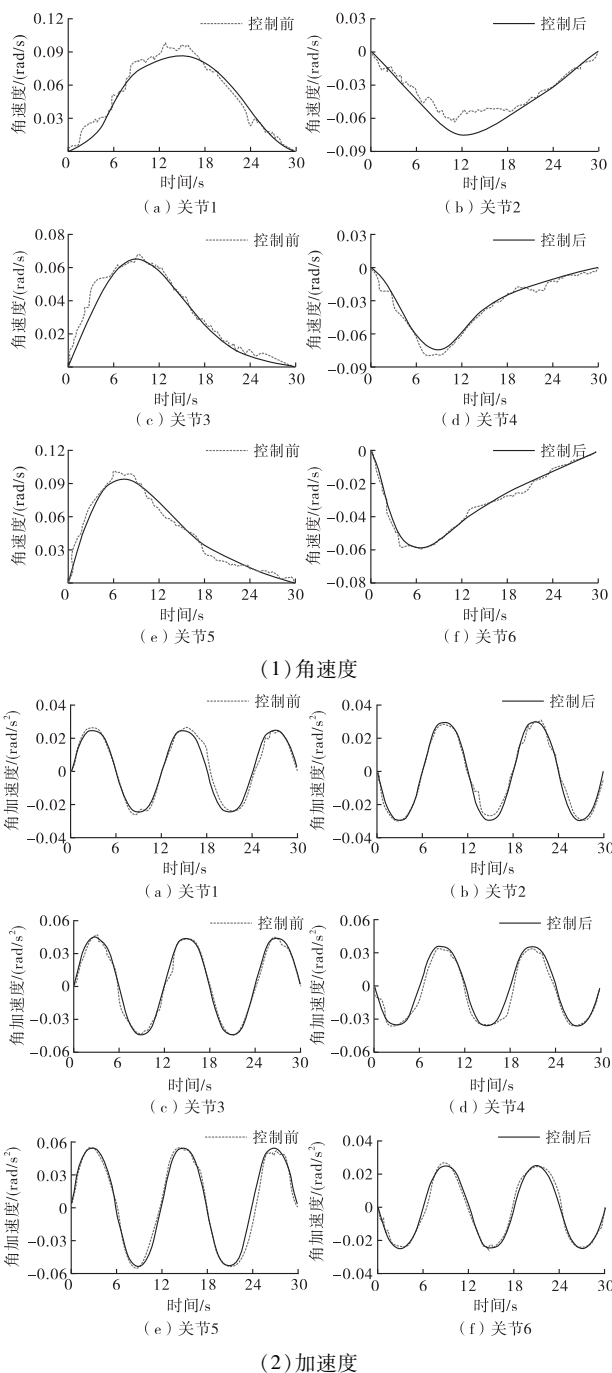 0.12 控制前
0.09
0.06
0.03
角速度/(rad/s)
0 6 12 18 24 30
时间/s
（a）关节1
-0.03 控制后
0
-0.03
-0.06
-0.09
角速度/(rad/s)
0 6 12 18 24 30
时间/s
（b）关节2
0.08 控制前
0.06
0.04
0.02
角速度/(rad/s)
0 6 12 18 24 30
时间/s
（c）关节3
0.03 控制后
0
-0.03
-0.06
-0.09
角速度/(rad/s)
0 6 12 18 24 30
时间/s
（d）关节4
0.12 控制前
0.09
0.06
0.03
角速度/(rad/s)
0 6 12 18 24 30
时间/s
（e）关节5
0 控制后
-0.02
-0.04
-0.06
-0.08
角速度/(rad/s)
0 6 12 18 24 30
时间/s
（f）关节6
(1)角速度
0.04 控制前
0.02
0
-0.02
-0.04
角加速度/(rad/s²)
0 6 12 18 24 30
时间/s
（a）关节1
0.04 控制后
0.02
0
-0.02
-0.04
角加速度/(rad/s²)
0 6 12 18 24 30
时间/s
（b）关节2
0.06 控制前
0.03
0
-0.03
-0.06
角加速度/(rad/s²)
0 6 12 18 24 30
时间/s
（c）关节3
0.06 控制后
0.03
0
-0.03
-0.06
角加速度/(rad/s²)
0 6 12 18 24 30
时间/s
（d）关节4
0.06 控制前
0.03
0
-0.03
-0.06
角加速度/(rad/s²)
0 6 12 18 24 30
时间/s
（e）关节5
0.04 控制后
0.02
0
-0.02
-0.04
角加速度/(rad/s²)
0 6 12 18 24 30
时间/s
（f）关节6
(2)加速度